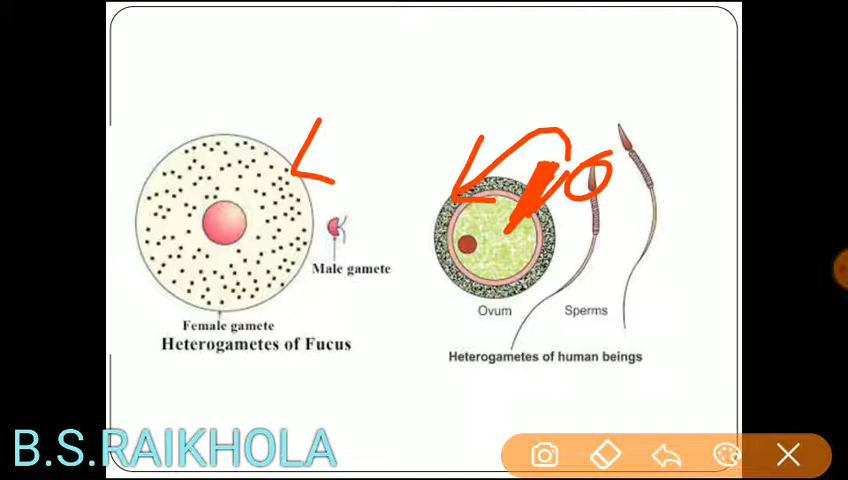 Male gamete
Female gamete
Heterogametes of Fucus
Ovum
Sperms
Heterogametes of human beings
B.S.RAIKHOLA